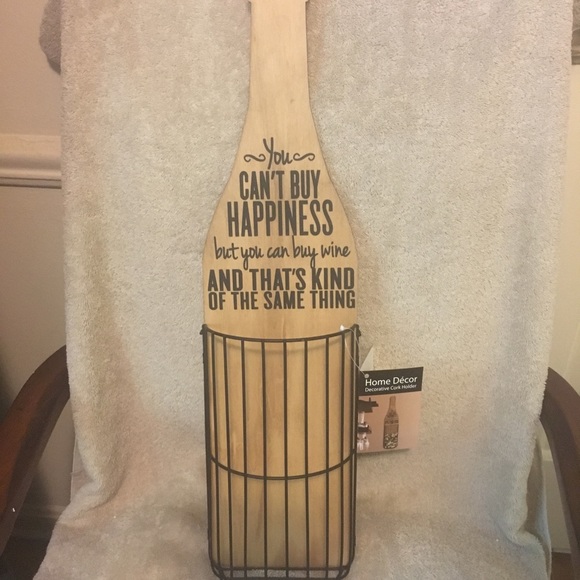 You
CAN'T BUY
HAPPINESS
but you can buy wine
AND THAT'S KIND
OF THE SAME THING
Home Décor
Decorative Cork Holder